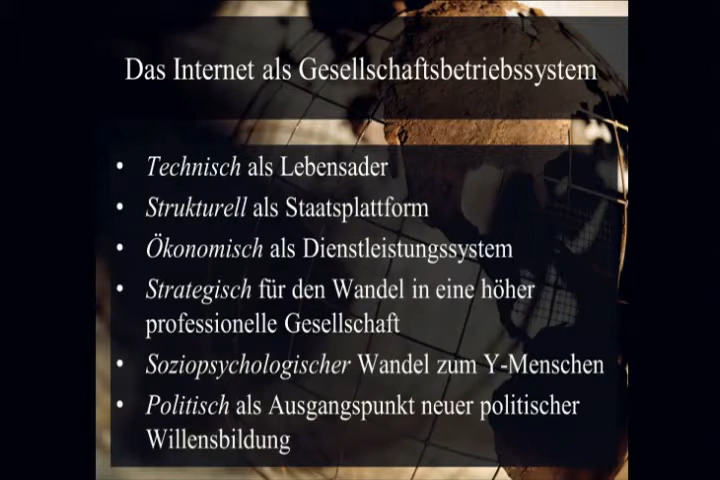 Das Internet als Gesellschaftsbetriebssystem
• Technisch als Lebensader
• Strukturell als Staatsplattform
• Ökonomisch als Dienstleistungssystem
• Strategisch für den Wandel in eine höher
professionelle Gesellschaft
• Soziopsychologischer Wandel zum Y-Menschen
• Politisch als Ausgangspunkt neuer politischer
Willensbildung